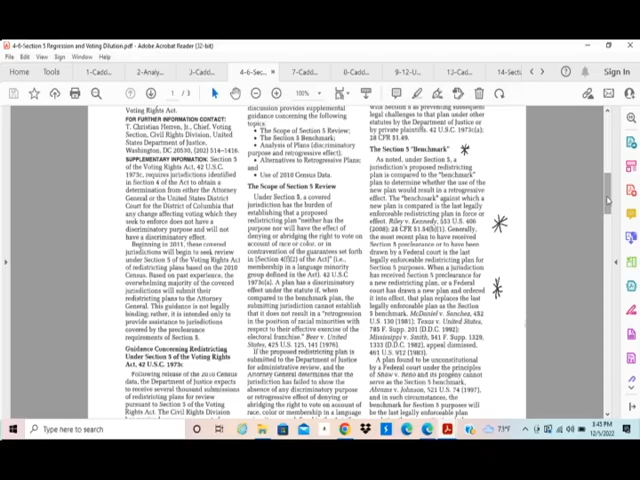 4-6-Section 5 Regression and Voting Dilution.pdf - Adobe Acrobat Reader (32-bit)
File Edit View Sign Window Help
Home Tools 1-Cadd... 2-Analy... 3-Cadd... 4-6-Sec... × 7-Cadd... 0-Cadd... 9-12-U... 13-Cad... 14-Secti Sign In
1 / 3 100%
Voting Rights Act.
FOR FURTHER INFORMATION CONTACT:
T. Christian Herren, Jr., Chief, Voting
Section, Civil Rights Division, United
States Department of Justice,
Washington, DC 20530, (202) 514–1416.
SUPPLEMENTARY INFORMATION: Section 5
of the Voting Rights Act, 42 U.S.C.
1973c, requires jurisdictions identified
in Section 4 of the Act to obtain a
determination from either the Attorney
General or the United States District
Court for the District of Columbia that
any change affecting voting which they
seek to enforce does not have a
discriminatory purpose and will not
have a discriminatory effect.
Beginning in 2011, these covered
jurisdictions will begin to seek review
under Section 5 of the Voting Rights Act
of redistricting plans based on the 2010
Census. Based on past experience, the
overwhelming majority of the covered
jurisdictions will submit their
redistricting plans to the Attorney
General. This guidance is not legally
binding; rather, it is intended only to
provide assistance to jurisdictions
covered by the preclearance
requirements of Section 5.
Guidance Concerning Redistricting
Under Section 5 of the Voting Rights
Act, 42 U.S.C. 1973c
Following release of the 2010 Census
data, the Department of Justice expects
to receive several thousand submissions
of redistricting plans for review
pursuant to Section 5 of the Voting
Rights Act. The Civil Rights Division
discussion provides supplemental
guidance concerning the following
topics:
• The Scope of Section 5 Review;
• The Section 5 Benchmark;
• Analysis of Plans (discriminatory
purpose and retrogressive effect);
• Alternatives to Retrogressive Plans;
and
• Use of 2010 Census Data.
The Scope of Section 5 Review
Under Section 5, a covered
jurisdiction has the burden of
establishing that a proposed
redistricting plan "neither has the
purpose nor will have the effect of
denying or abridging the right to vote on
account of race or color, or in
contravention of the guarantees set forth
in [Section 4(f)(2) of the Act]" (i.e.,
membership in a language minority
group defined in the Act). 42 U.S.C
1973c(a). A plan has a discriminatory
effect under the statute if, when
compared to the benchmark plan, the
submitting jurisdiction cannot establish
that it does not result in a "retrogression
in the position of racial minorities with
respect to their effective exercise of the
electoral franchise." Beer v. United
States, 425 U.S. 125, 141 (1976).
If the proposed redistricting plan is
submitted to the Department of Justice
for administrative review, and the
Attorney General determines that the
jurisdiction has failed to show the
absence of any discriminatory purpose
or retrogressive effect of denying or
abridging the right to vote on account of
race, color or membership in a language
with Section 5 as preventing subsequent
legal challenges to that plan under other
statutes by the Department of Justice or
by private plaintiffs. 42 U.S.C. 1973c(a);
28 CFR 51.49.
The Section 5 "Benchmark"
As noted, under Section 5, a
jurisdiction's proposed redistricting
plan is compared to the "benchmark"
plan to determine whether the use of the
new plan would result in a retrogressive
effect. The "benchmark" against which a
new plan is compared is the last legally
enforceable redistricting plan in force or
effect. Riley v. Kennedy, 553 U.S. 406
(2008); 28 CFR 51.54(b)(1). Generally,
the most recent plan to have received
Section 5 preclearance or to have been
drawn by a Federal court is the last
legally enforceable redistricting plan for
Section 5 purposes. When a jurisdiction
has received Section 5 preclearance for
a new redistricting plan, or a Federal
court has drawn a new plan and ordered
it into effect, that plan replaces the last
legally enforceable plan as the Section
5 benchmark. McDaniel v. Sanchez, 452
U.S. 130 (1981); Texas v. United States,
785 F. Supp. 201 (D.D.C. 1992);
Mississippi v. Smith, 541 F. Supp. 1329,
1333 (D.D.C. 1982), appeal dismissed,
461 U.S. 912 (1983).
A plan found to be unconstitutional
by a Federal court under the principles
of Shaw v. Reno and its progeny cannot
serve as the Section 5 benchmark,
Abrams v. Johnson, 521 U.S. 74 (1997),
and in such circumstances, the
benchmark for Section 5 purposes will
be the last legally enforceable plan
Type here to search
73°F
3:45 PM
12/5/2022